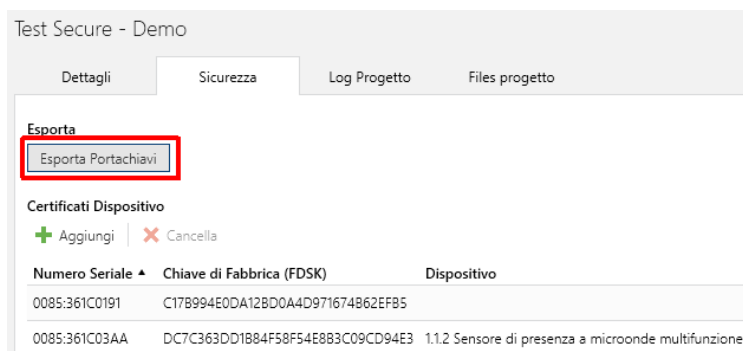 Test Secure - Demo
Dettagli Sicurezza Log Progetto Files progetto
Esporta
Esporta Portachiavi
Certificati Dispositivo
Aggiungi Cancella
Numero Seriale Chiave di Fabbrica (FDSK) Dispositivo
0085:361C0191 C17B994E0DA12BD0A4D971674B62EFB5
0085:361C03AA DC7C363DD1B84F58F54E8B3C09CD94E3 1.1.2 Sensore di presenza a microonde multifunzione